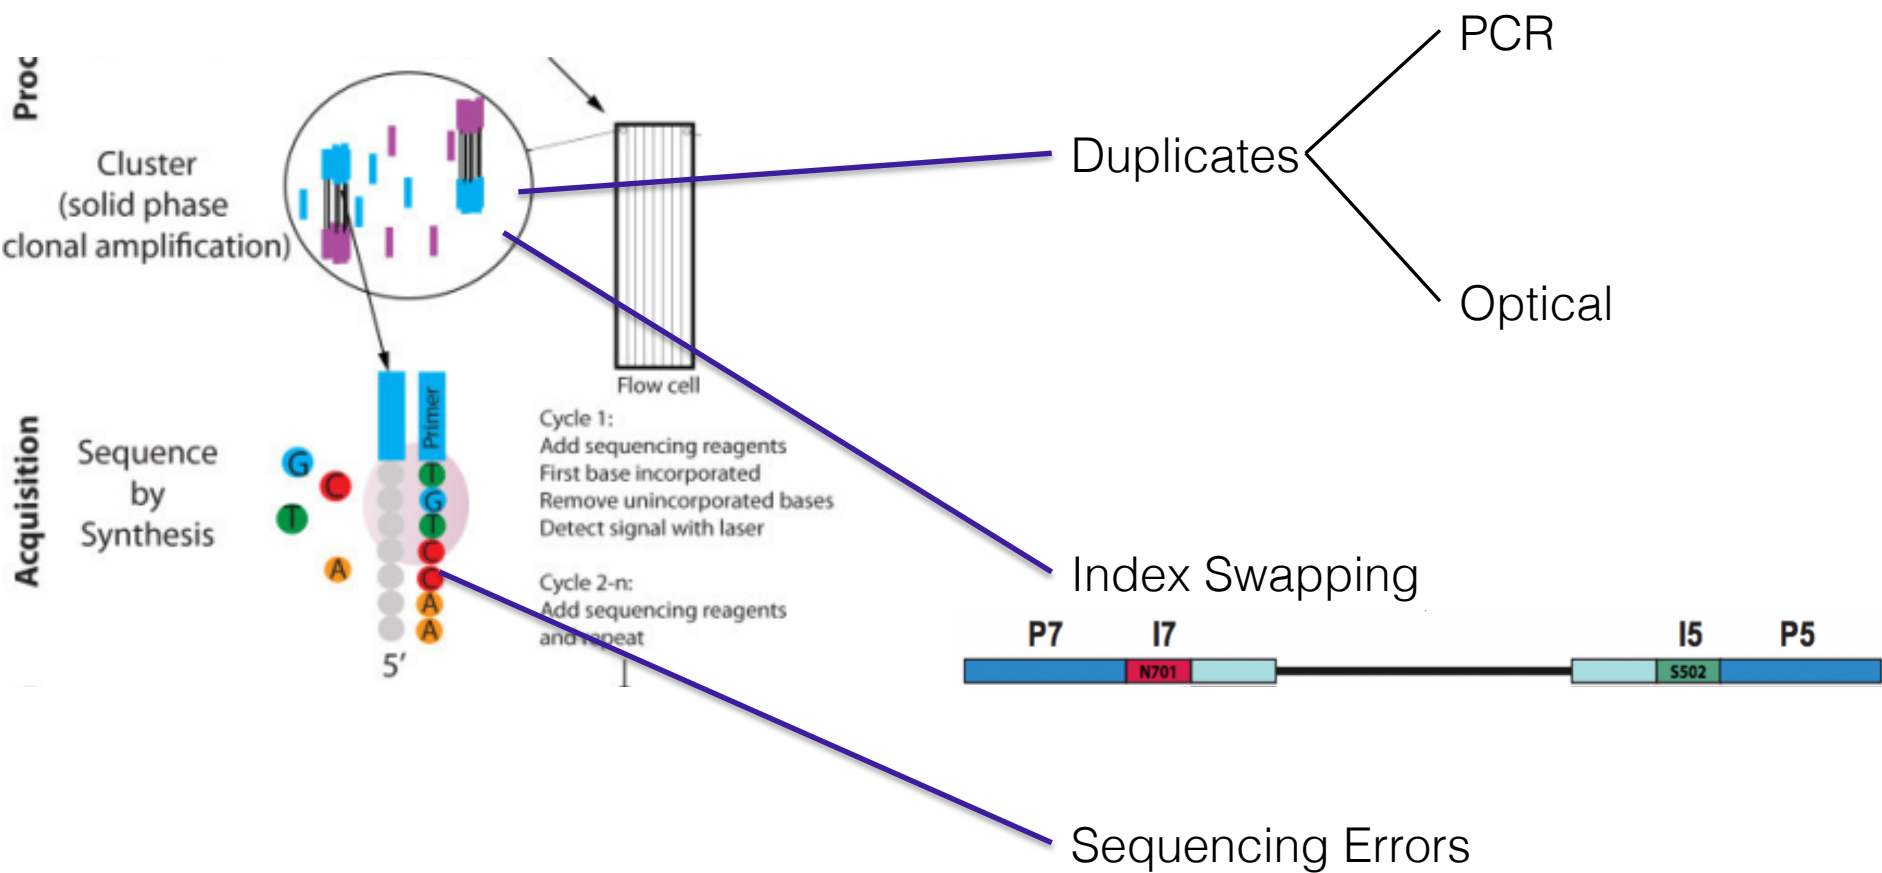 PCR
Proc
Cluster
(solid phase
clonal amplification)
Duplicates
Optical
Flow cell
Primer
Cycle 1:
Add sequencing reagents
First base incorporated
Remove unincorporated bases
Detect signal with laser
Acquisition
Sequence
by
Synthesis
G
C
T
A
T
G
T
C
C
A
A
5'
Cycle 2-n:
Add sequencing reagents
and repeat
Index Swapping
P7 I7 I5 P5
N701 S502
Sequencing Errors